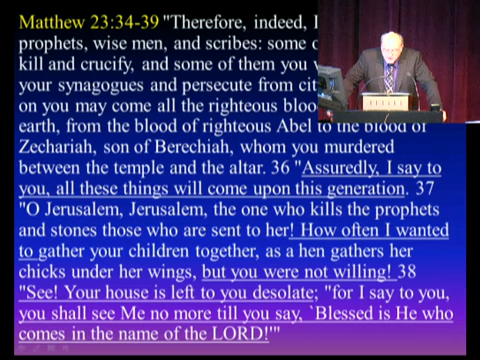 Matthew 23:34-39 "Therefore, indeed, I
prophets, wise men, and scribes: some o
kill and crucify, and some of them you
your synagogues and persecute from cit
on you may come all the righteous bloo
earth, from the blood of righteous Abel to the blood of
Zechariah, son of Berechiah, whom you murdered
between the temple and the altar. 36 "Assuredly, I say to
you, all these things will come upon this generation. 37
"O Jerusalem, Jerusalem, the one who kills the prophets
and stones those who are sent to her! How often I wanted
to gather your children together, as a hen gathers her
chicks under her wings, but you were not willing! 38
"See! Your house is left to you desolate; "for I say to you,
you shall see Me no more till you say, `Blessed is He who
comes in the name of the LORD!'"